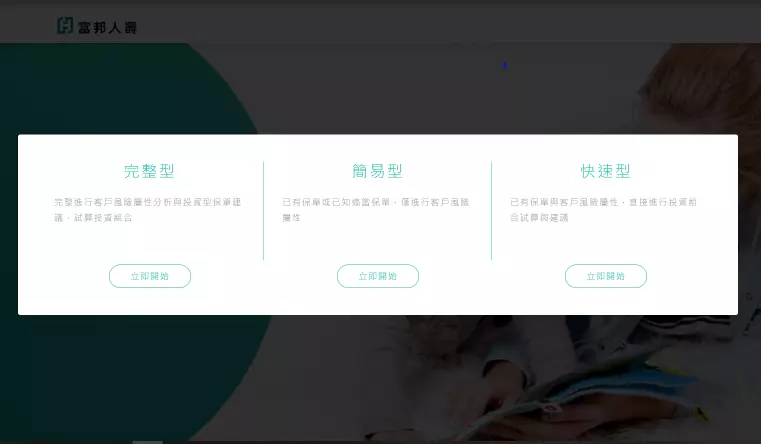 富邦人壽
完整型
完整進行客戶風險屬性分析與投資型保單建
議，試算投資組合
立即開始
簡易型
已有保單或已知適當保單，僅進行客戶風險
屬性
立即開始
快速型
已有保單與客戶風險屬性，直接進行投資組
合試算與建議
立即開始